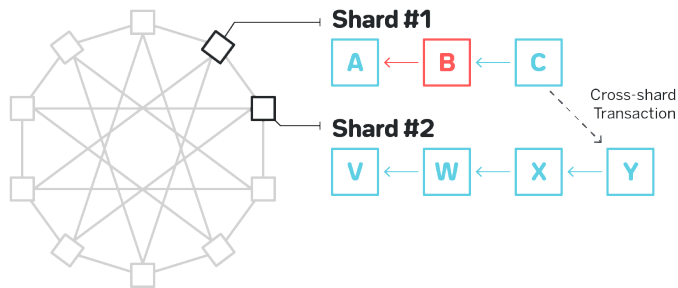 Shard #1
A B C
Cross-shard
Transaction
Shard #2
V W X Y